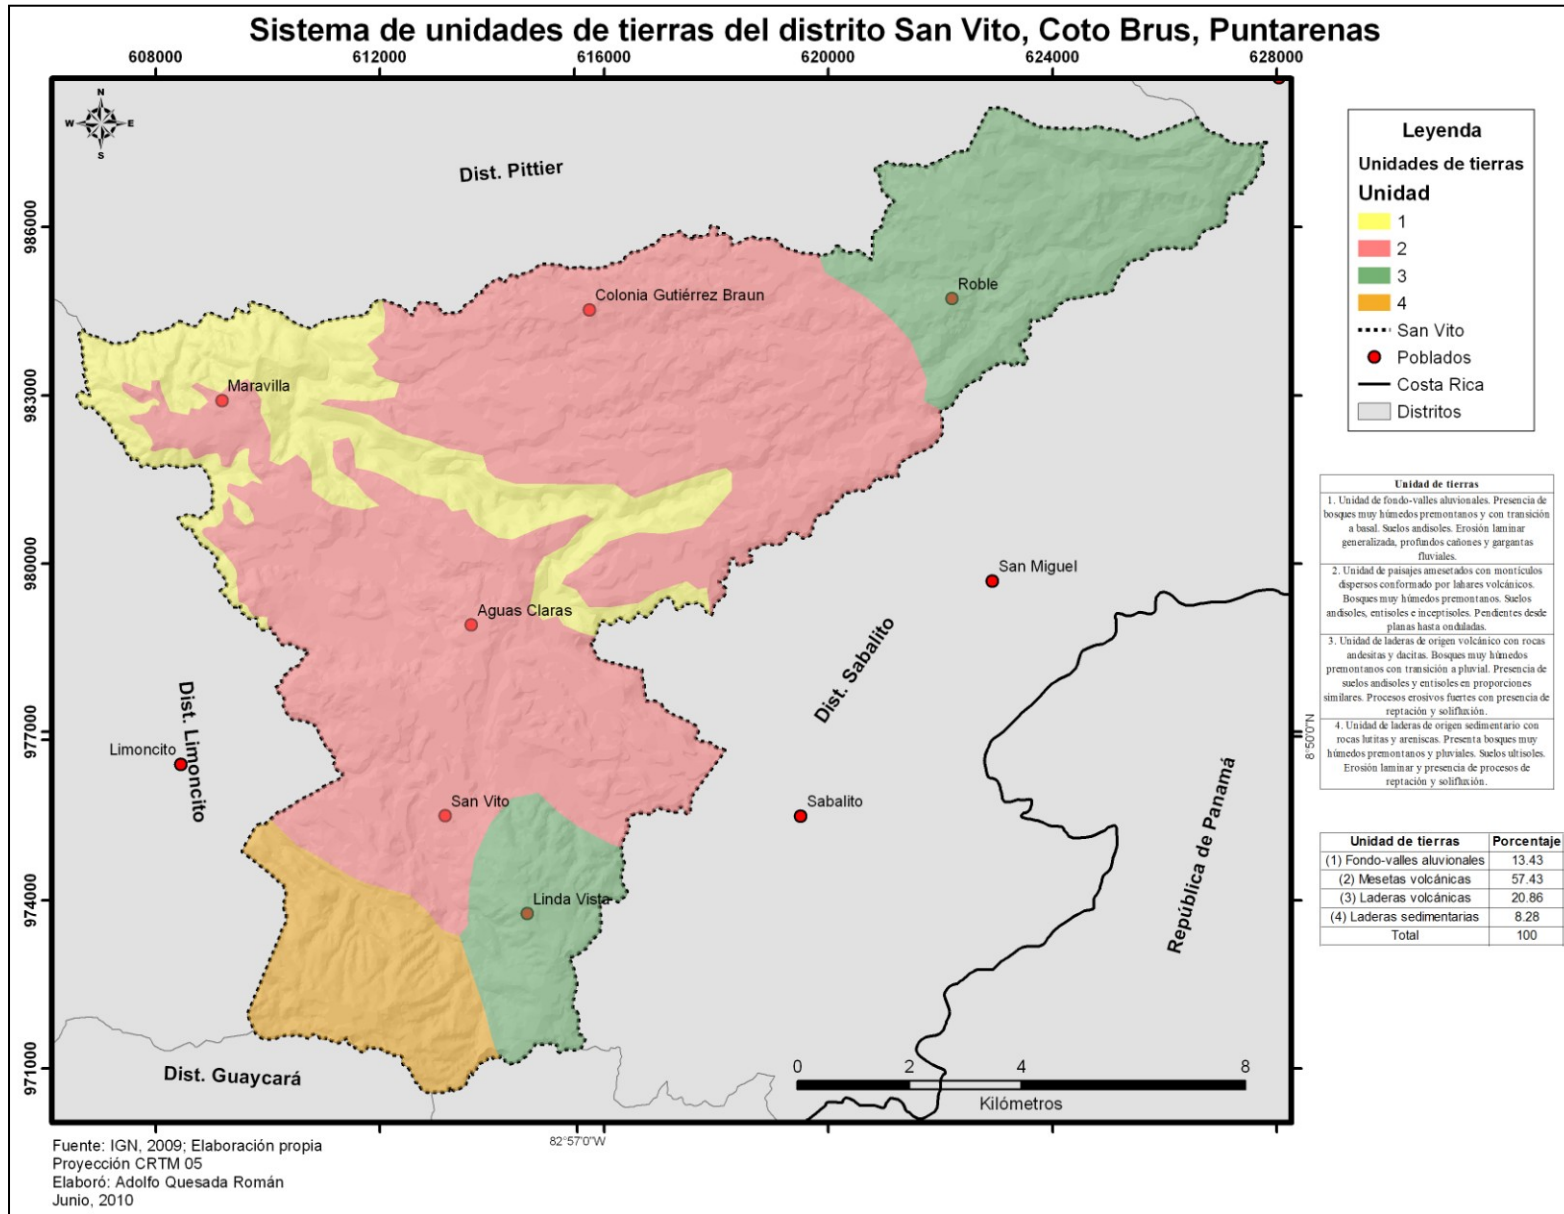 Sistema de unidades de tierras del distrito San Vito, Coto Brus, Puntarenas
608000
612000
616000
620000
624000
628000
N
W
E
S
Dist. Pittier
986000
983000
980000
977000
974000
971000
Colonia Gutiérrez Braun
Roble
Maravilla
San Miguel
Aguas Claras
Dist. Sabalito
Dist. Limoncito
Limoncito
San Vito
Sabalito
República de Panamá
Linda Vista
Dist. Guaycará
0
2
4
8
Kilómetros
8°50'0"N
82°57'0"W
Leyenda
Unidades de tierras
Unidad
1
2
3
4
San Vito
Poblados
Costa Rica
Distritos
Unidad de tierras
1. Unidad de fondo-valles aluvionales. Presencia de
bosques muy húmedos premontanos y con transición
a basal. Suelos andisoles. Erosión laminar
generalizada, profundos cañones y gargantas
fluviales.
2. Unidad de paisajes amesetados con montículos
dispersos conformado por lahares volcánicos.
Bosques muy húmedos premontanos. Suelos
andisoles, entisoles e inceptisoles. Pendientes desde
planas hasta onduladas.
3. Unidad de laderas de origen volcánico con rocas
andesitas y dacitas. Bosques muy húmedos
premontanos con transición a pluvial. Presencia de
suelos andisoles y entisoles en proporciones
similares. Procesos erosivos fuertes con presencia de
reptación y solifluxión.
4. Unidad de laderas de origen sedimentario con
rocas lutitas y areniscas. Presenta bosques muy
húmedos premontanos y pluviales. Suelos ultisoles.
Erosión laminar y presencia de procesos de
reptación y solifluxión.
Unidad de tierras Porcentaje
(1) Fondo-valles aluvionales 13.43
(2) Mesetas volcánicas 57.43
(3) Laderas volcánicas 20.86
(4) Laderas sedimentarias 8.28
Total 100
Fuente: IGN, 2009; Elaboración propia
Proyección CRTM 05
Elaboró: Adolfo Quesada Román
Junio, 2010